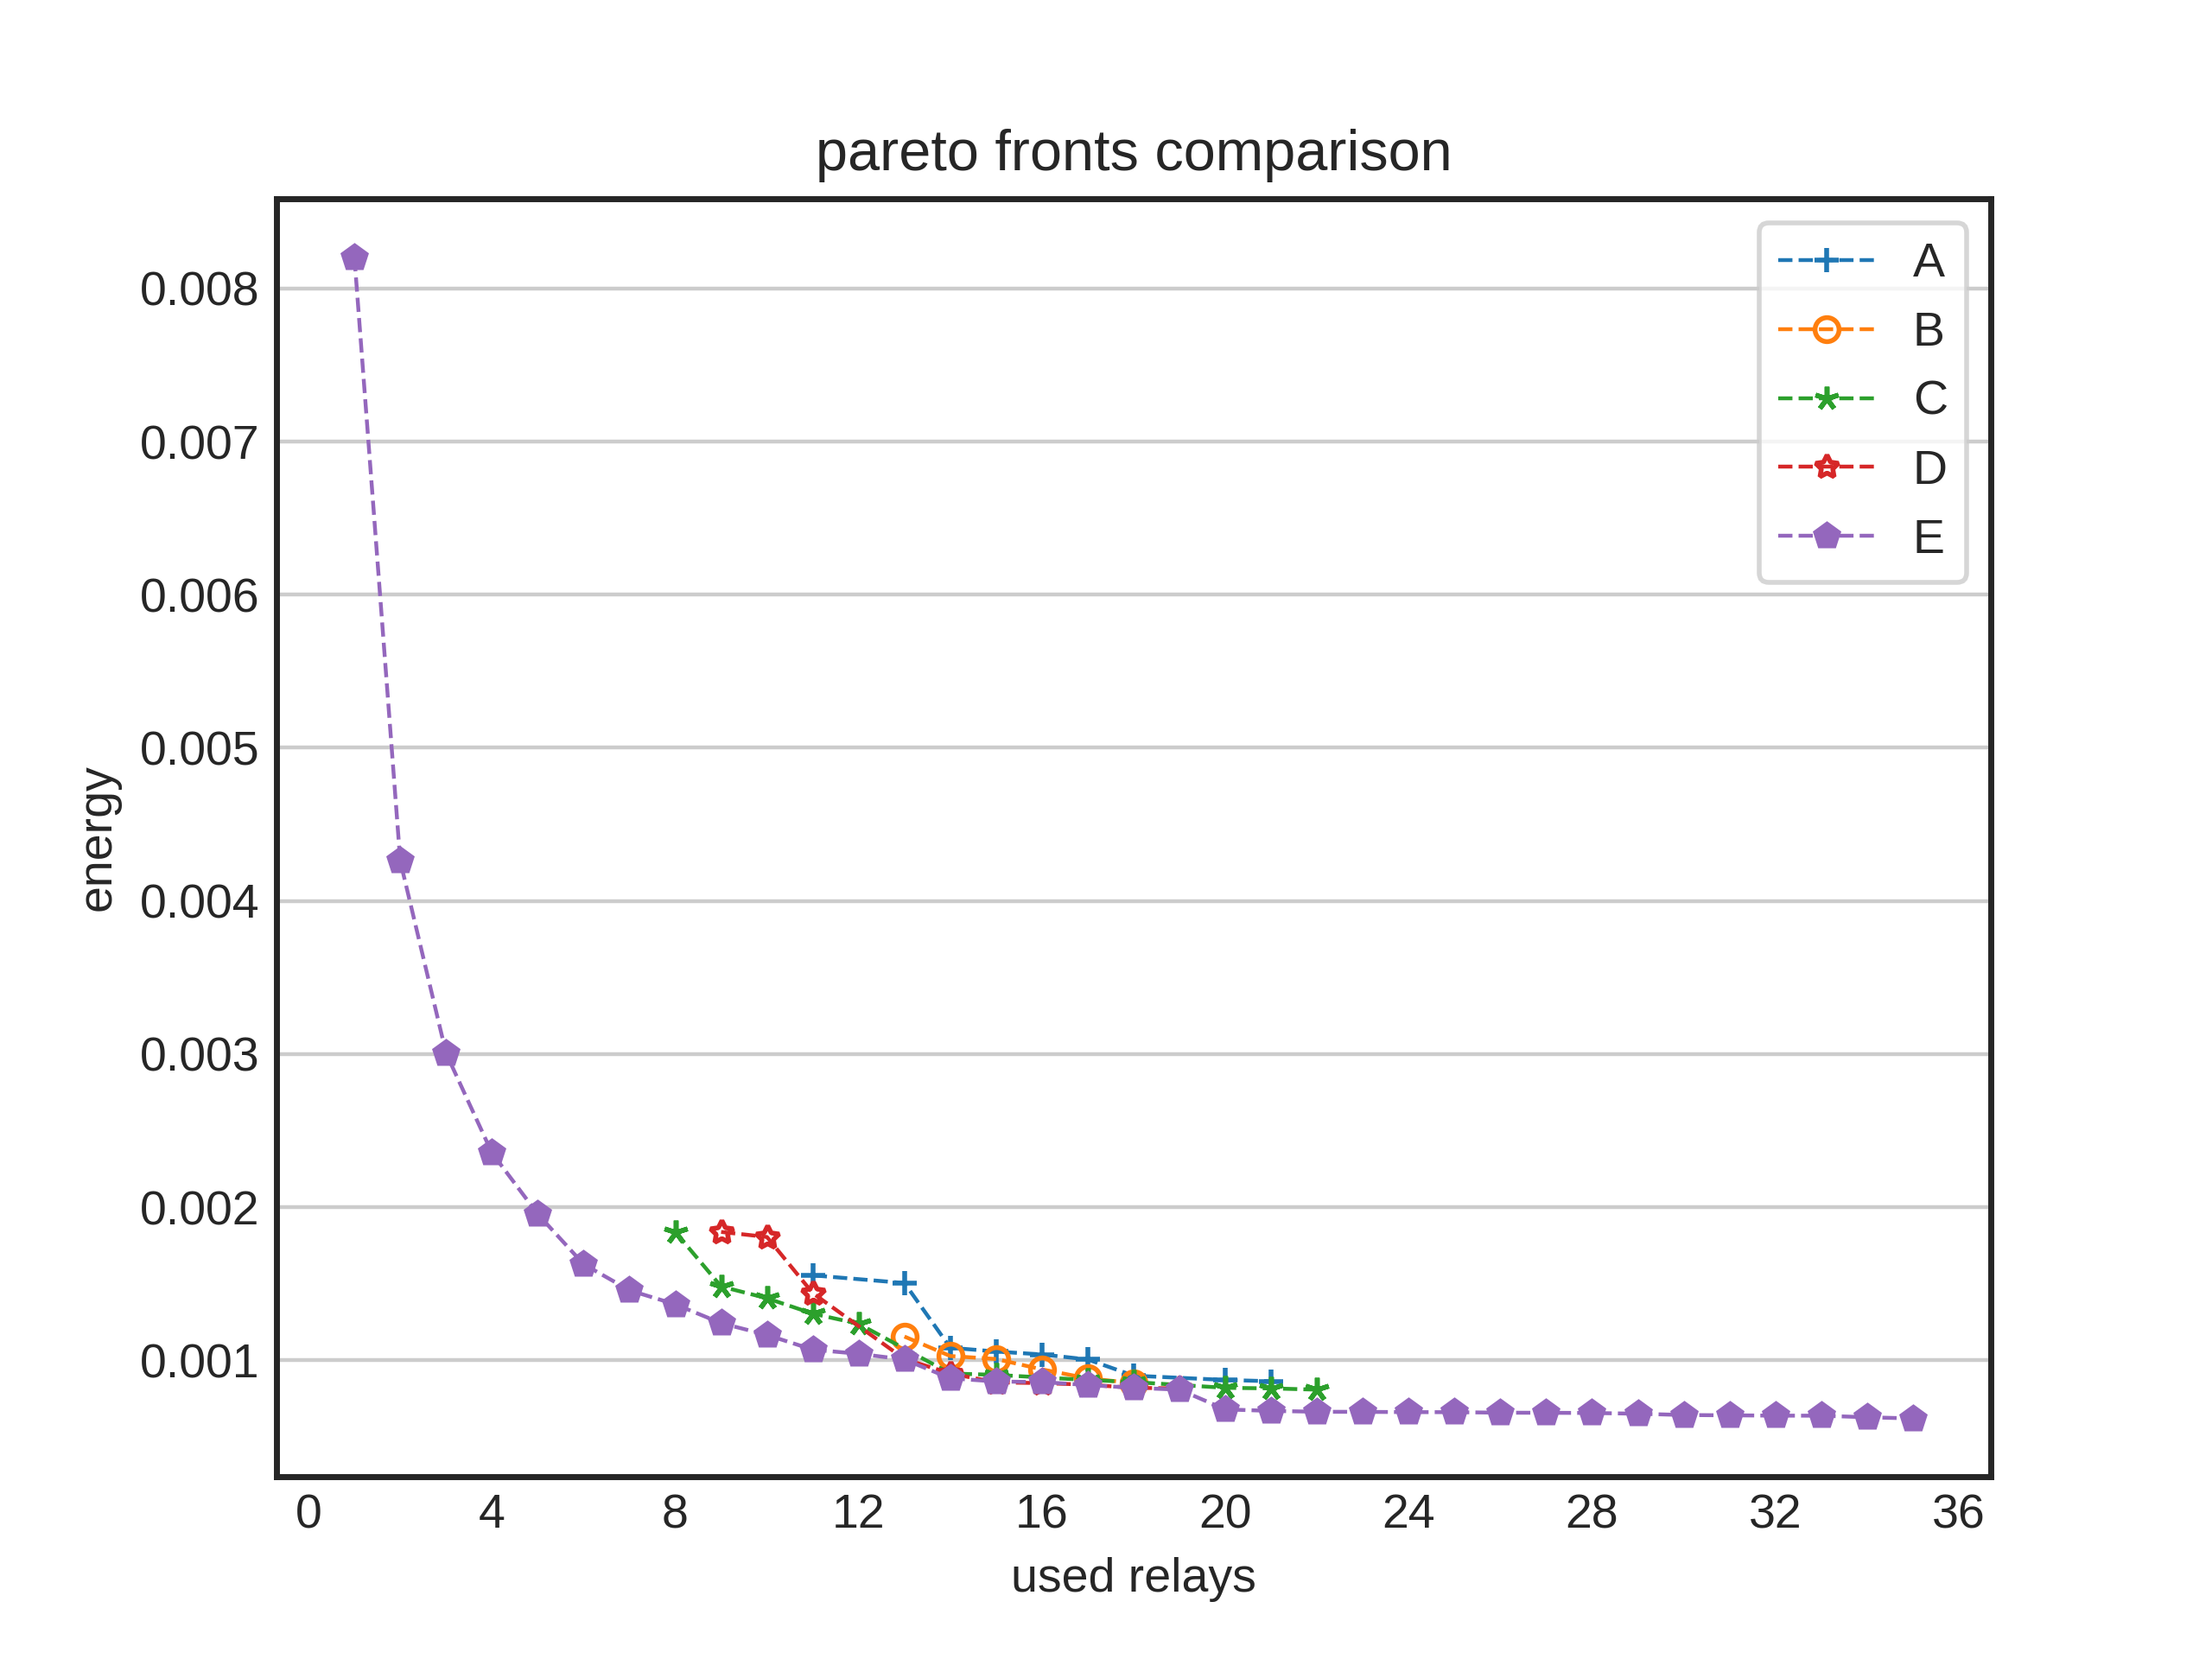 pareto fronts comparison
A
B
C
D
E
0.008
0.007
0.006
0.005
0.004
0.003
0.002
0.001
energy
0 4 8 12 16 20 24 28 32 36
used relays